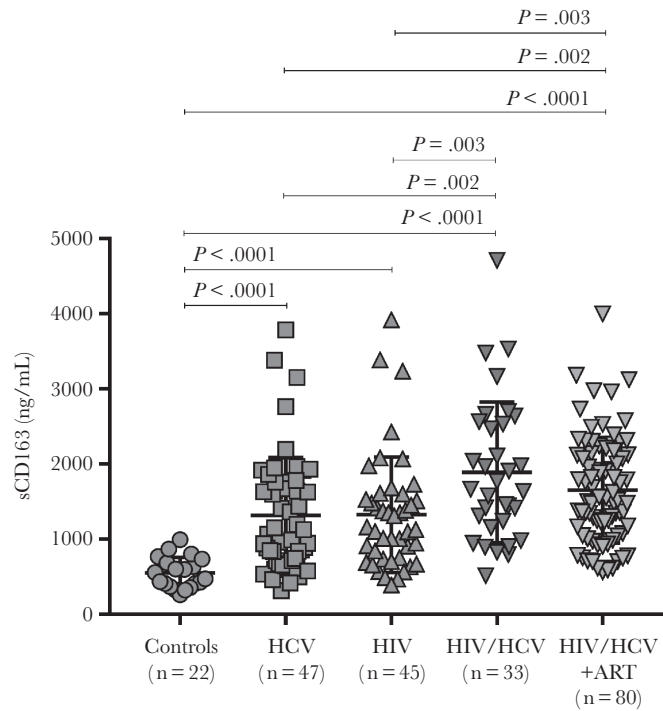 P = .003
P = .002
P < .0001
P = .003
P = .002
P < .0001
P < .0001
P < .0001
5000
4000
3000
2000
1000
0
sCD163 (ng/mL)
Controls
(n = 22)
HCV
(n = 47)
HIV
(n = 45)
HIV/HCV
(n = 33)
HIV/HCV
+ART
(n = 80)